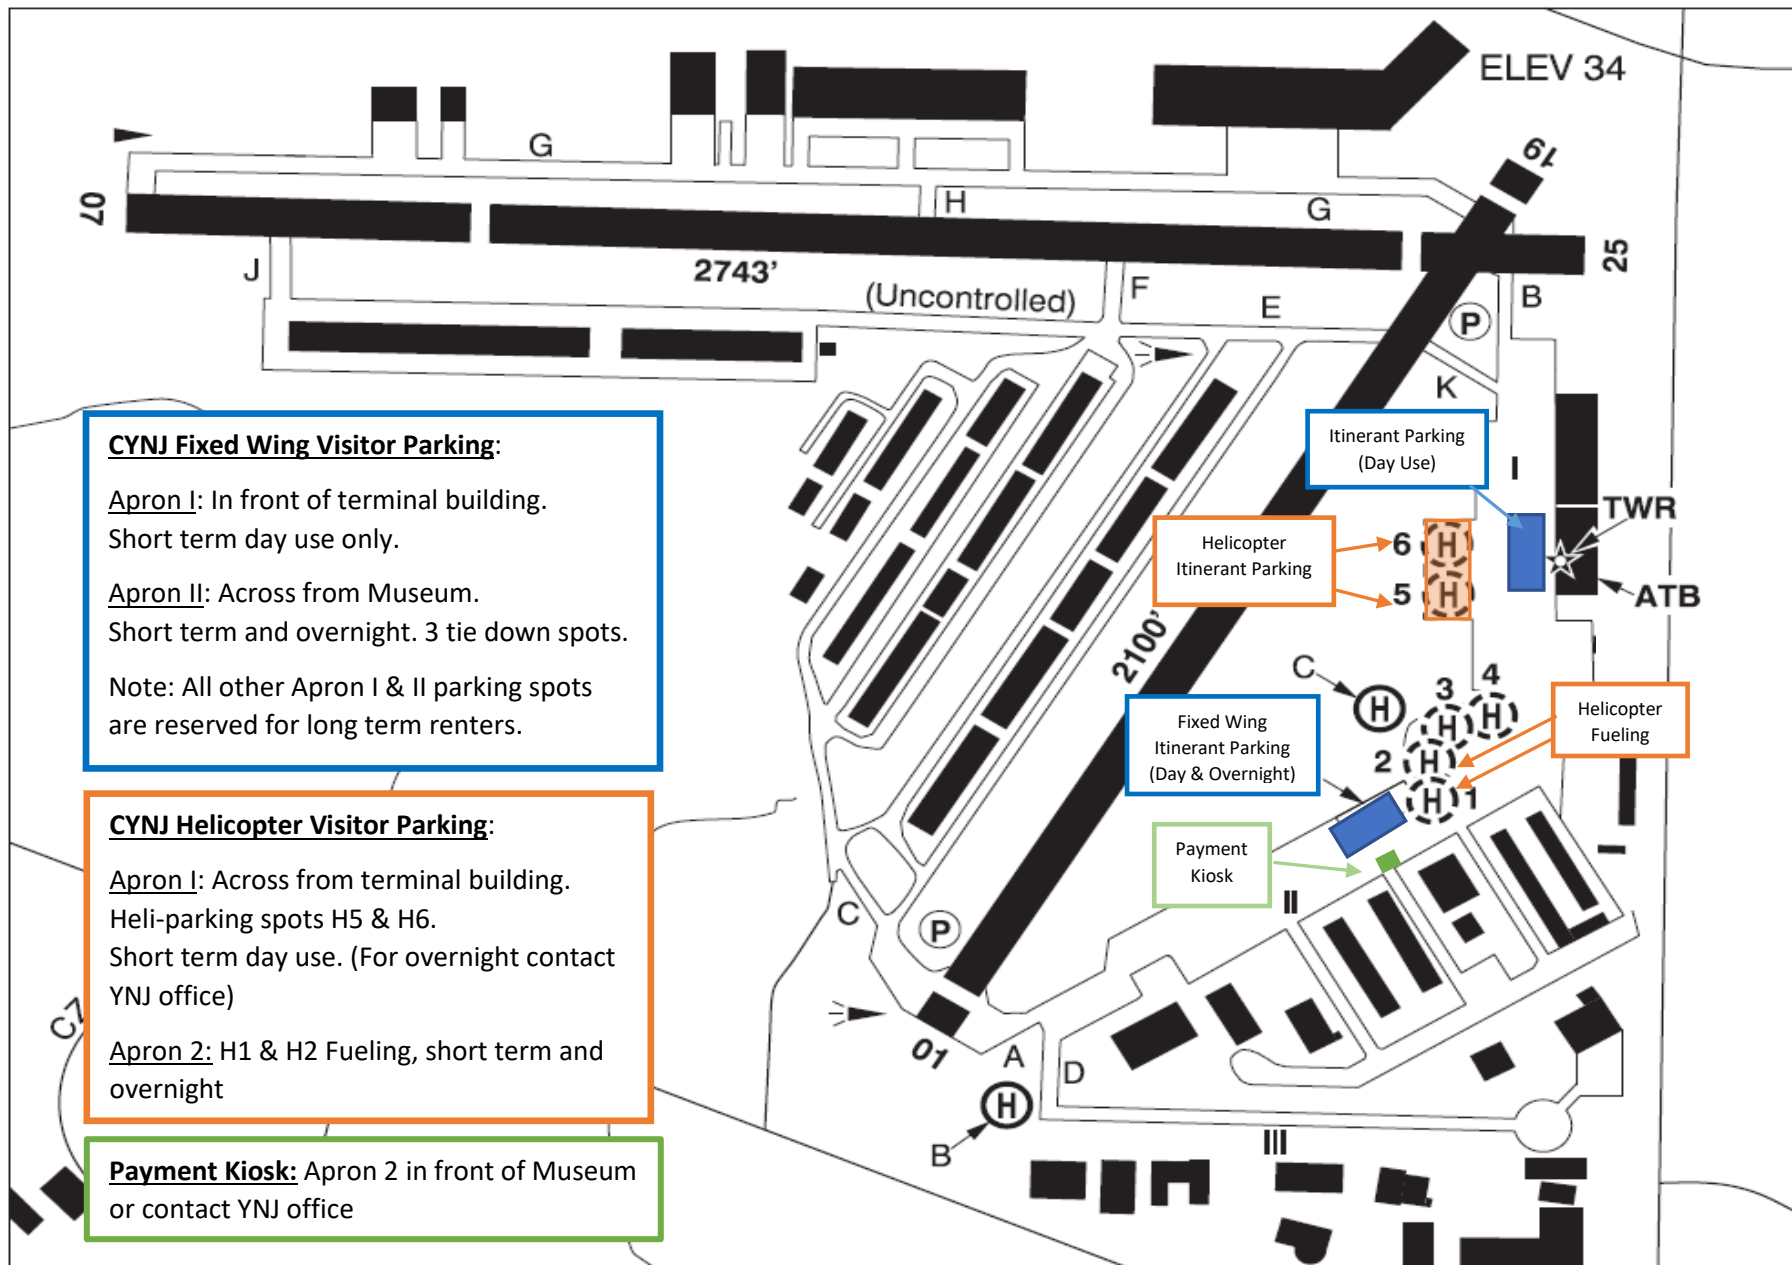 ELEV 34
19
G
07
H
G
25
J
2743'
(Uncontrolled)
F
E
B
P
K
CYNJ Fixed Wing Visitor Parking:
Apron I: In front of terminal building.
Short term day use only.
Apron II: Across from Museum.
Short term and overnight. 3 tie down spots.
Note: All other Apron I & II parking spots
are reserved for long term renters.
Itinerant Parking
(Day Use)
I
TWR
ATB
Helicopter
Itinerant Parking
6
H
5
H
2100'
C
H
3
H
4
H
2
H
H
1
Helicopter
Fueling
Fixed Wing
Itinerant Parking
(Day & Overnight)
Payment
Kiosk
I
II
CYNJ Helicopter Visitor Parking:
Apron I: Across from terminal building.
Heli-parking spots H5 & H6.
Short term day use. (For overnight contact
YNJ office)
Apron 2: H1 & H2 Fueling, short term and
overnight
C
P
CZ
01
A
D
H
B
III
Payment Kiosk: Apron 2 in front of Museum
or contact YNJ office